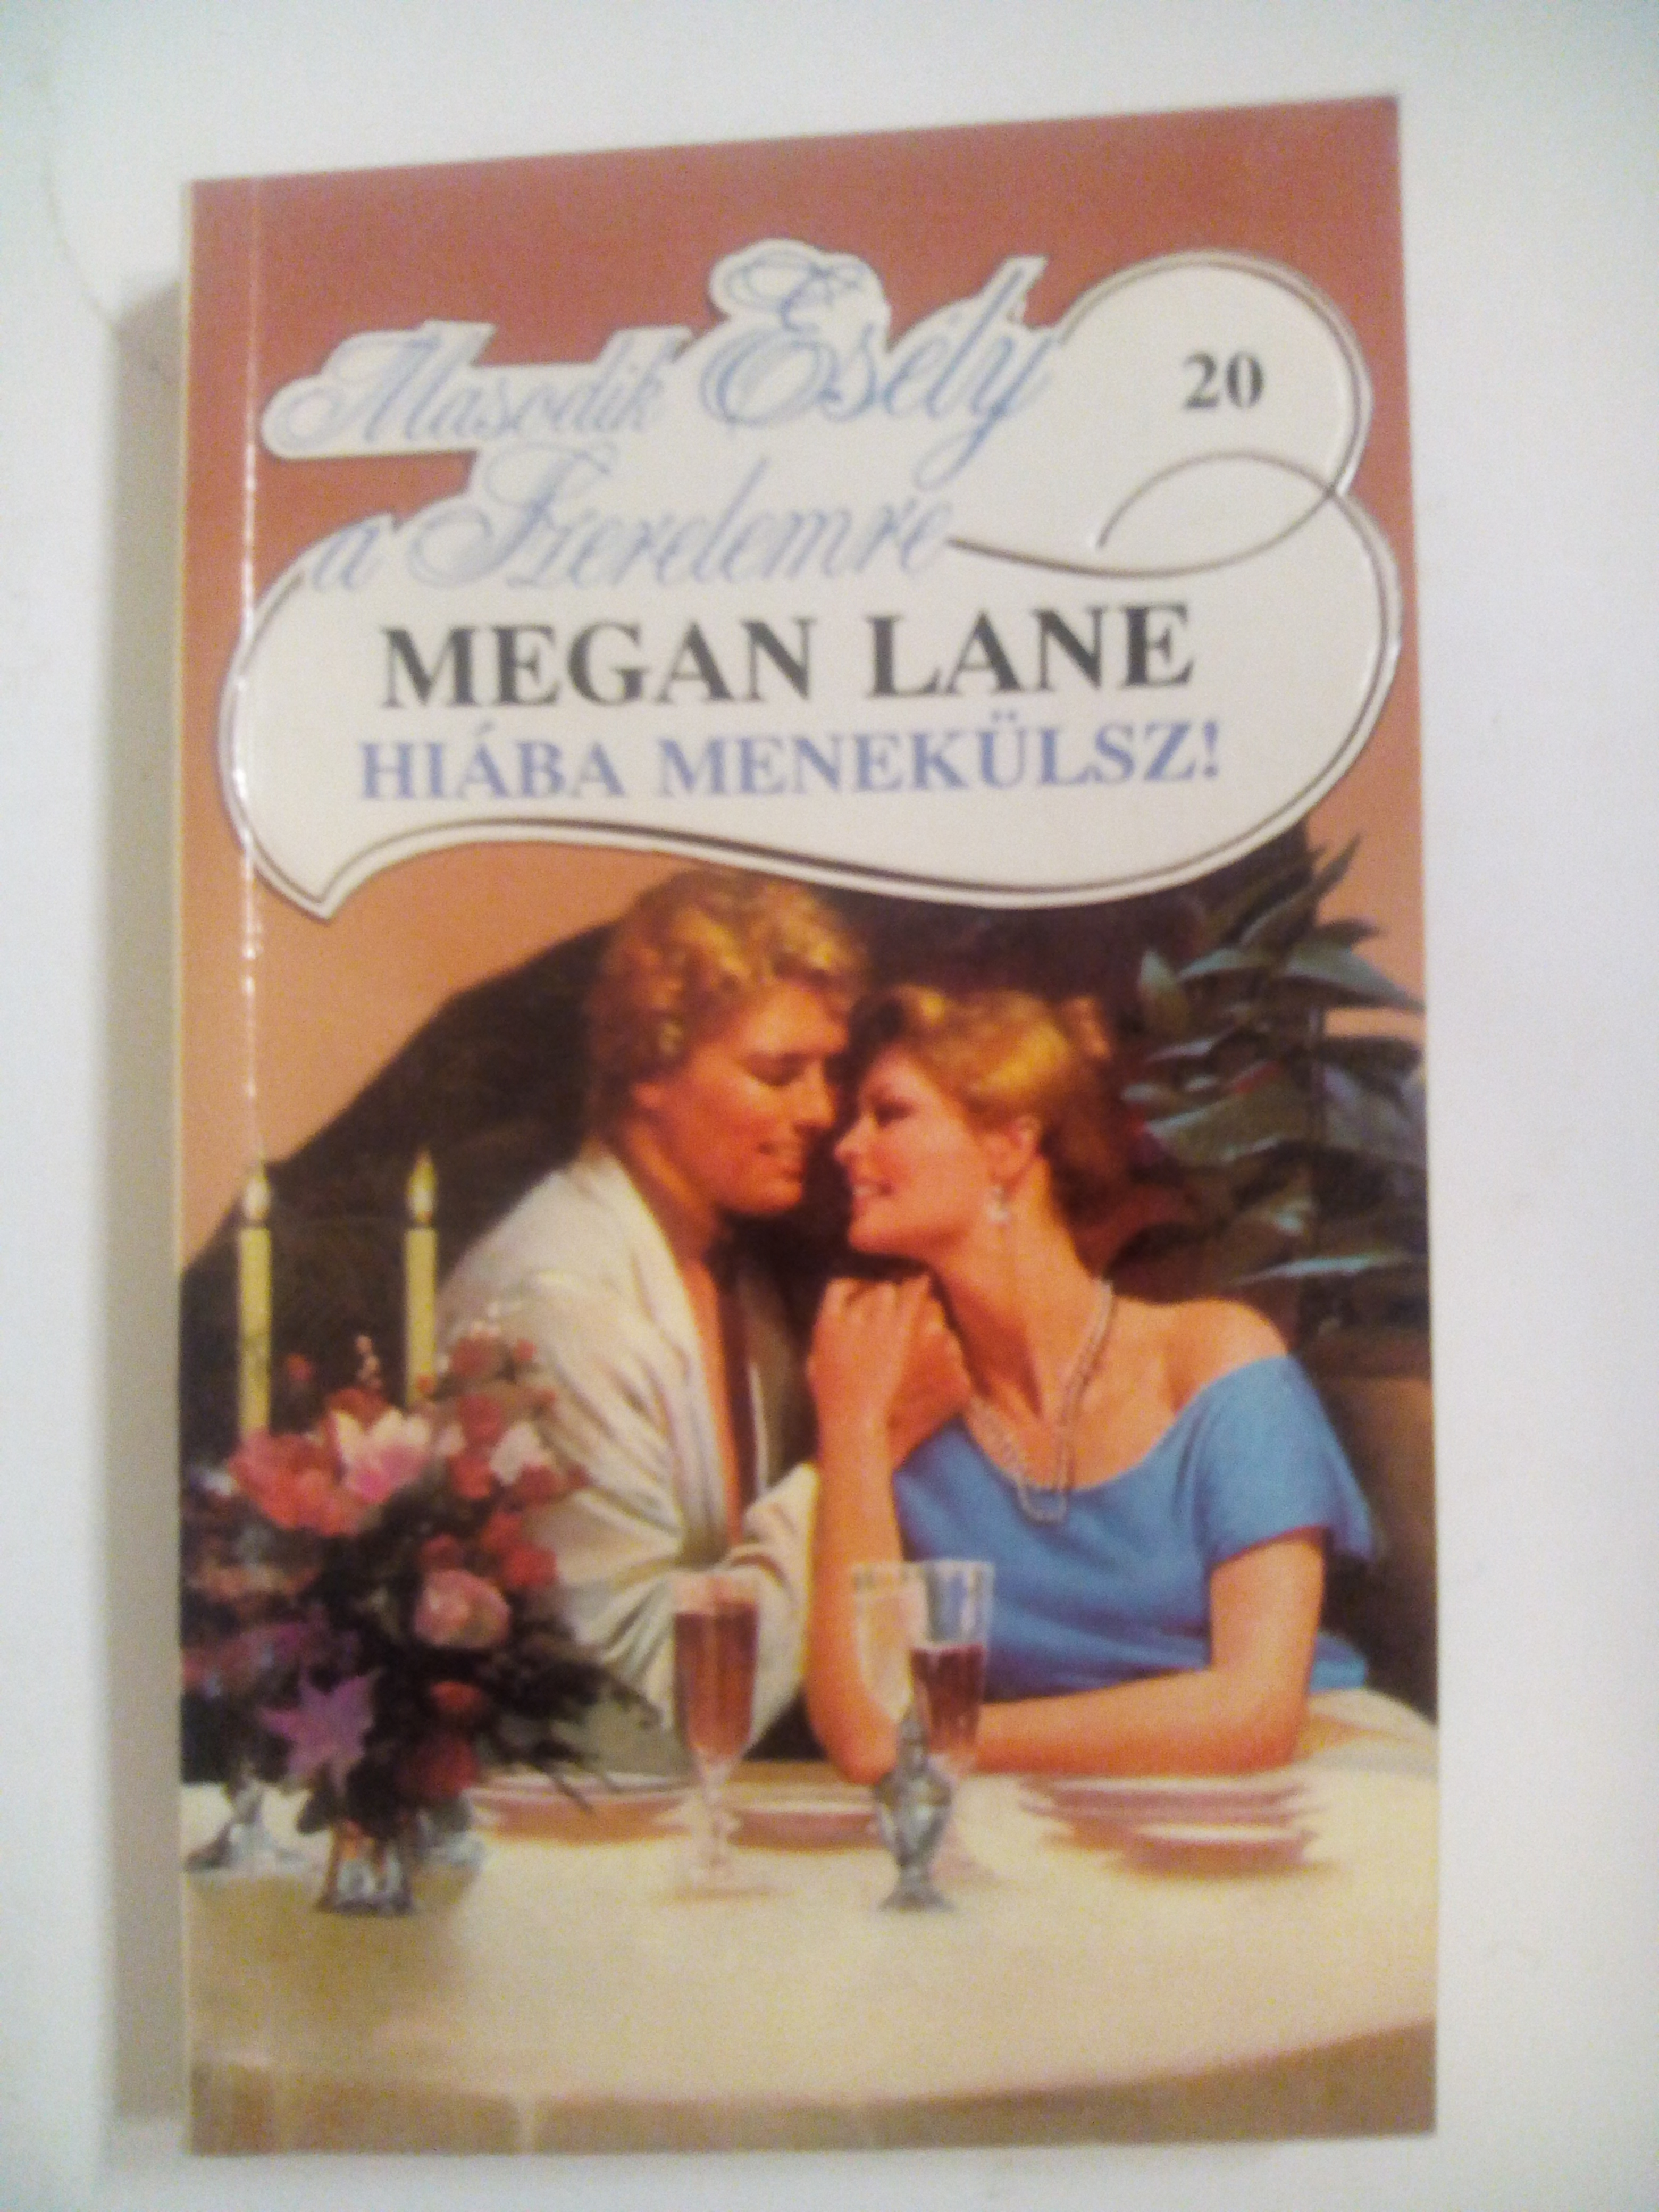 Második Esély
20
a Szerelemre
MEGAN LANE
HIÁBA MENEKÜLSZ!